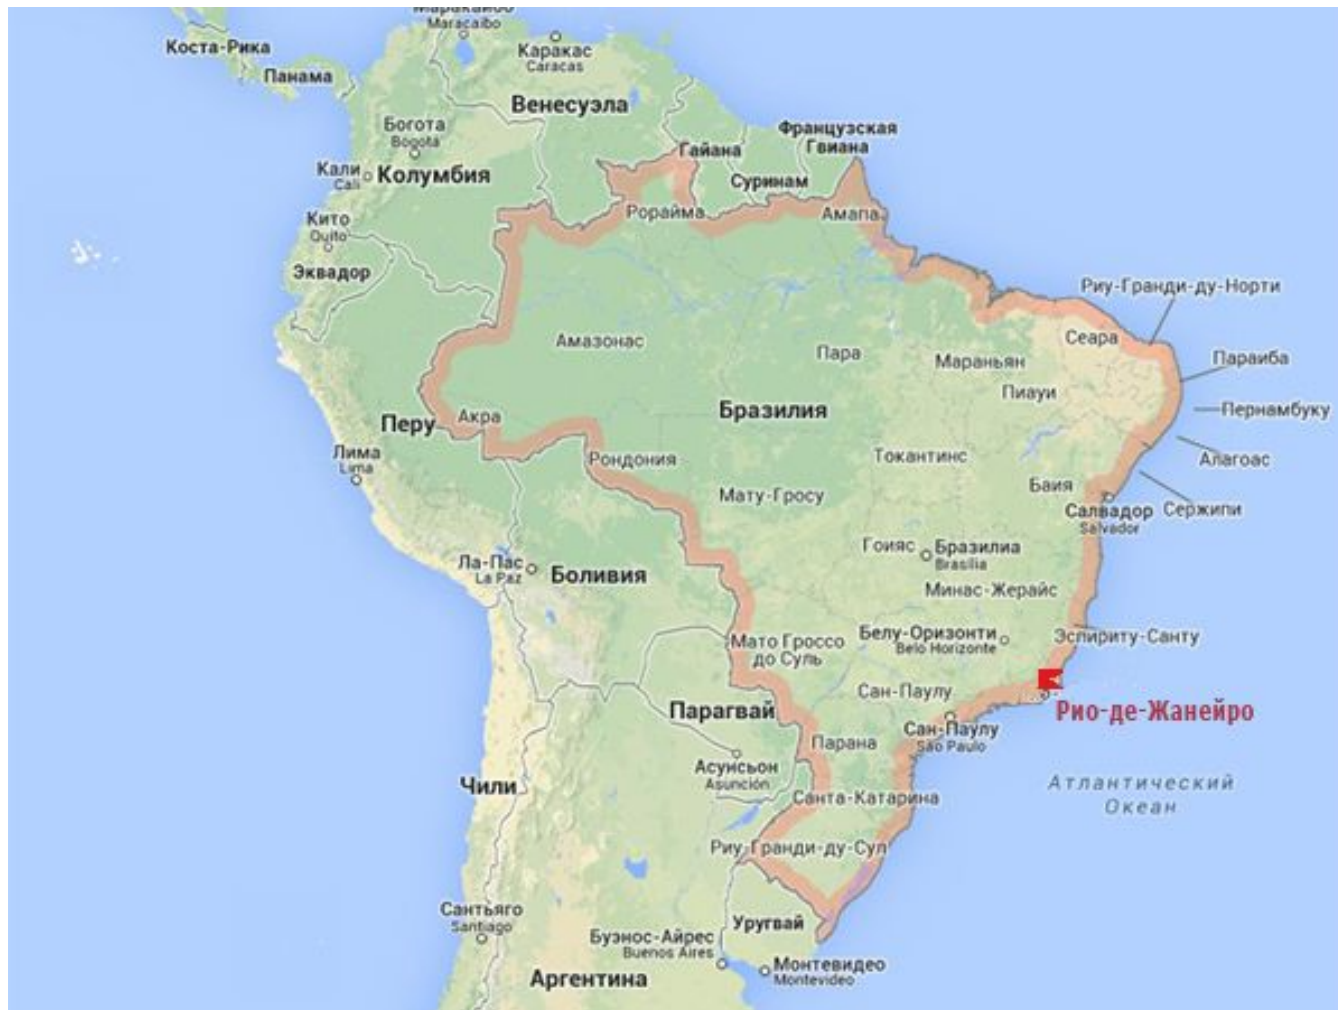 Маракайбо
Maracaibo
Коста-Рика
Каракас
Caracas
Панама
Венесуэла
Богота
Bogotá
Французская
Гвиана
Гайана
Кали
Cali
Колумбия
Суринам
Рорайма
Амапа
Кито
Quito
Эквадор
Риу-Гранди-ду-Норти
Амазонас
Пара
Сеара
Мараньян
Параиба
Пиауи
Перу
Акра
Бразилия
Пернамбуку
Лима
Lima
Рондония
Токантинс
Алагоас
Мату-Гросу
Баия
Салвадор
Salvador
Сержипи
Гоияс
Бразилиа
Brasilia
Ла-Пас
La Paz
Боливия
Минас-Жерайс
Мато Гроссо
до Суль
Белу-Оризонти
Belo Horizonte
Эспириту-Санту
Сан-Паулу
Парагвай
Рио-де-Жанейро
Сан-Паулу
São Paulo
Парана
Асунсьон
Asunción
Чили
Санта-Катарина
Атлантический
Океан
Риу-Гранди-ду-Сул
Сантьяго
Santiago
Уругвай
Буэнос-Айрес
Buenos Aires
Аргентина
Монтевидео
Montevideo